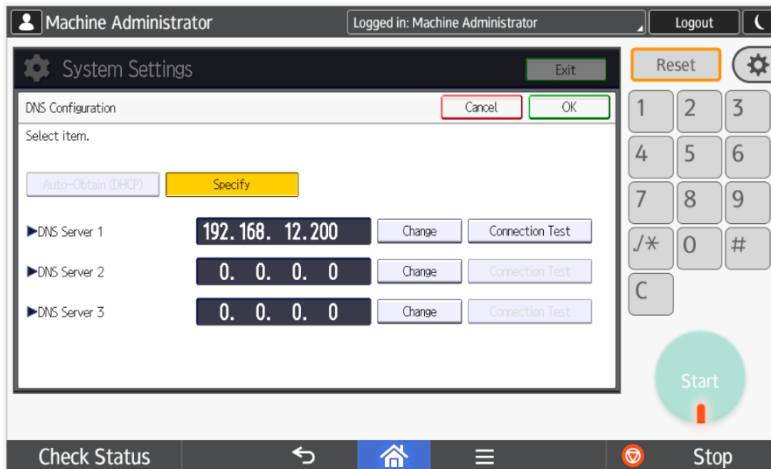 Machine Administrator
Logged in: Machine Administrator
Logout
System Settings
Exit
Reset
DNS Configuration
Cancel
OK
Select item.
Auto-Obtain (DHCP)
Specify
DNS Server 1
192.168. 12.200
Change
Connection Test
DNS Server 2
0. 0. 0. 0
Change
Connection Test
DNS Server 3
0. 0. 0. 0
Change
Connection Test
1 2 3
4 5 6
7 8 9
./* 0 #
C
Start
Check Status
Stop